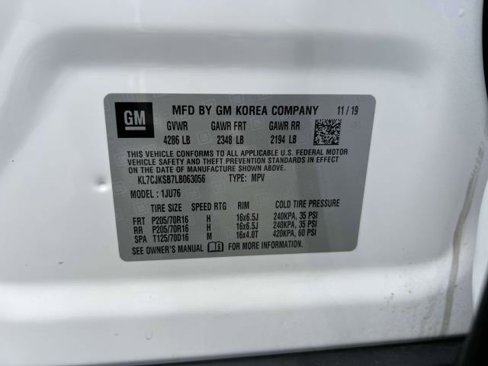 GM MFD BY GM KOREA COMPANY 11/19
GVWR GAWR FRT GAWR RR
4286 LB 2348 LB 2194 LB
THIS VEHICLE CONFORMS TO ALL APPLICABLE U.S. FEDERAL MOTOR
VEHICLE SAFETY AND THEFT PREVENTION STANDARDS IN EFFECT
ON THE DATE OF MANUFACTURE SHOWN ABOVE.
KL7CJKSB7LB063056 TYPE: MPV
MODEL: 1JU76
TIRE SIZE SPEED RTG RIM COLD TIRE PRESSURE
FRT P205/70R16 H 16x6.5J 240KPA, 35 PSI
RR P205/70R16 H 16x6.5J 240KPA, 35 PSI
SPA T125/70D16 M 16x4.0T 420KPA, 60 PSI
SEE OWNER'S MANUAL FOR MORE INFORMATION.